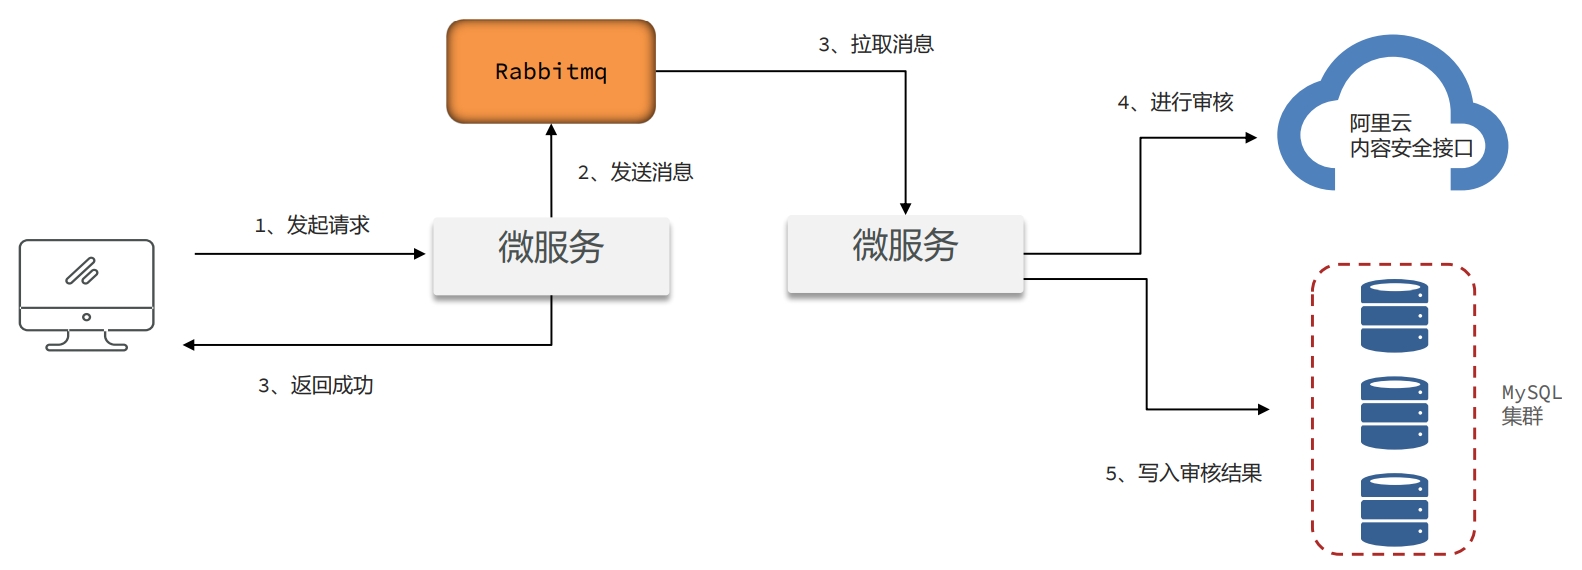 Rabbitmq
3、拉取消息
4、进行审核
阿里云
内容安全接口
2、发送消息
1、发起请求
微服务
微服务
3、返回成功
MySQL
集群
5、写入审核结果